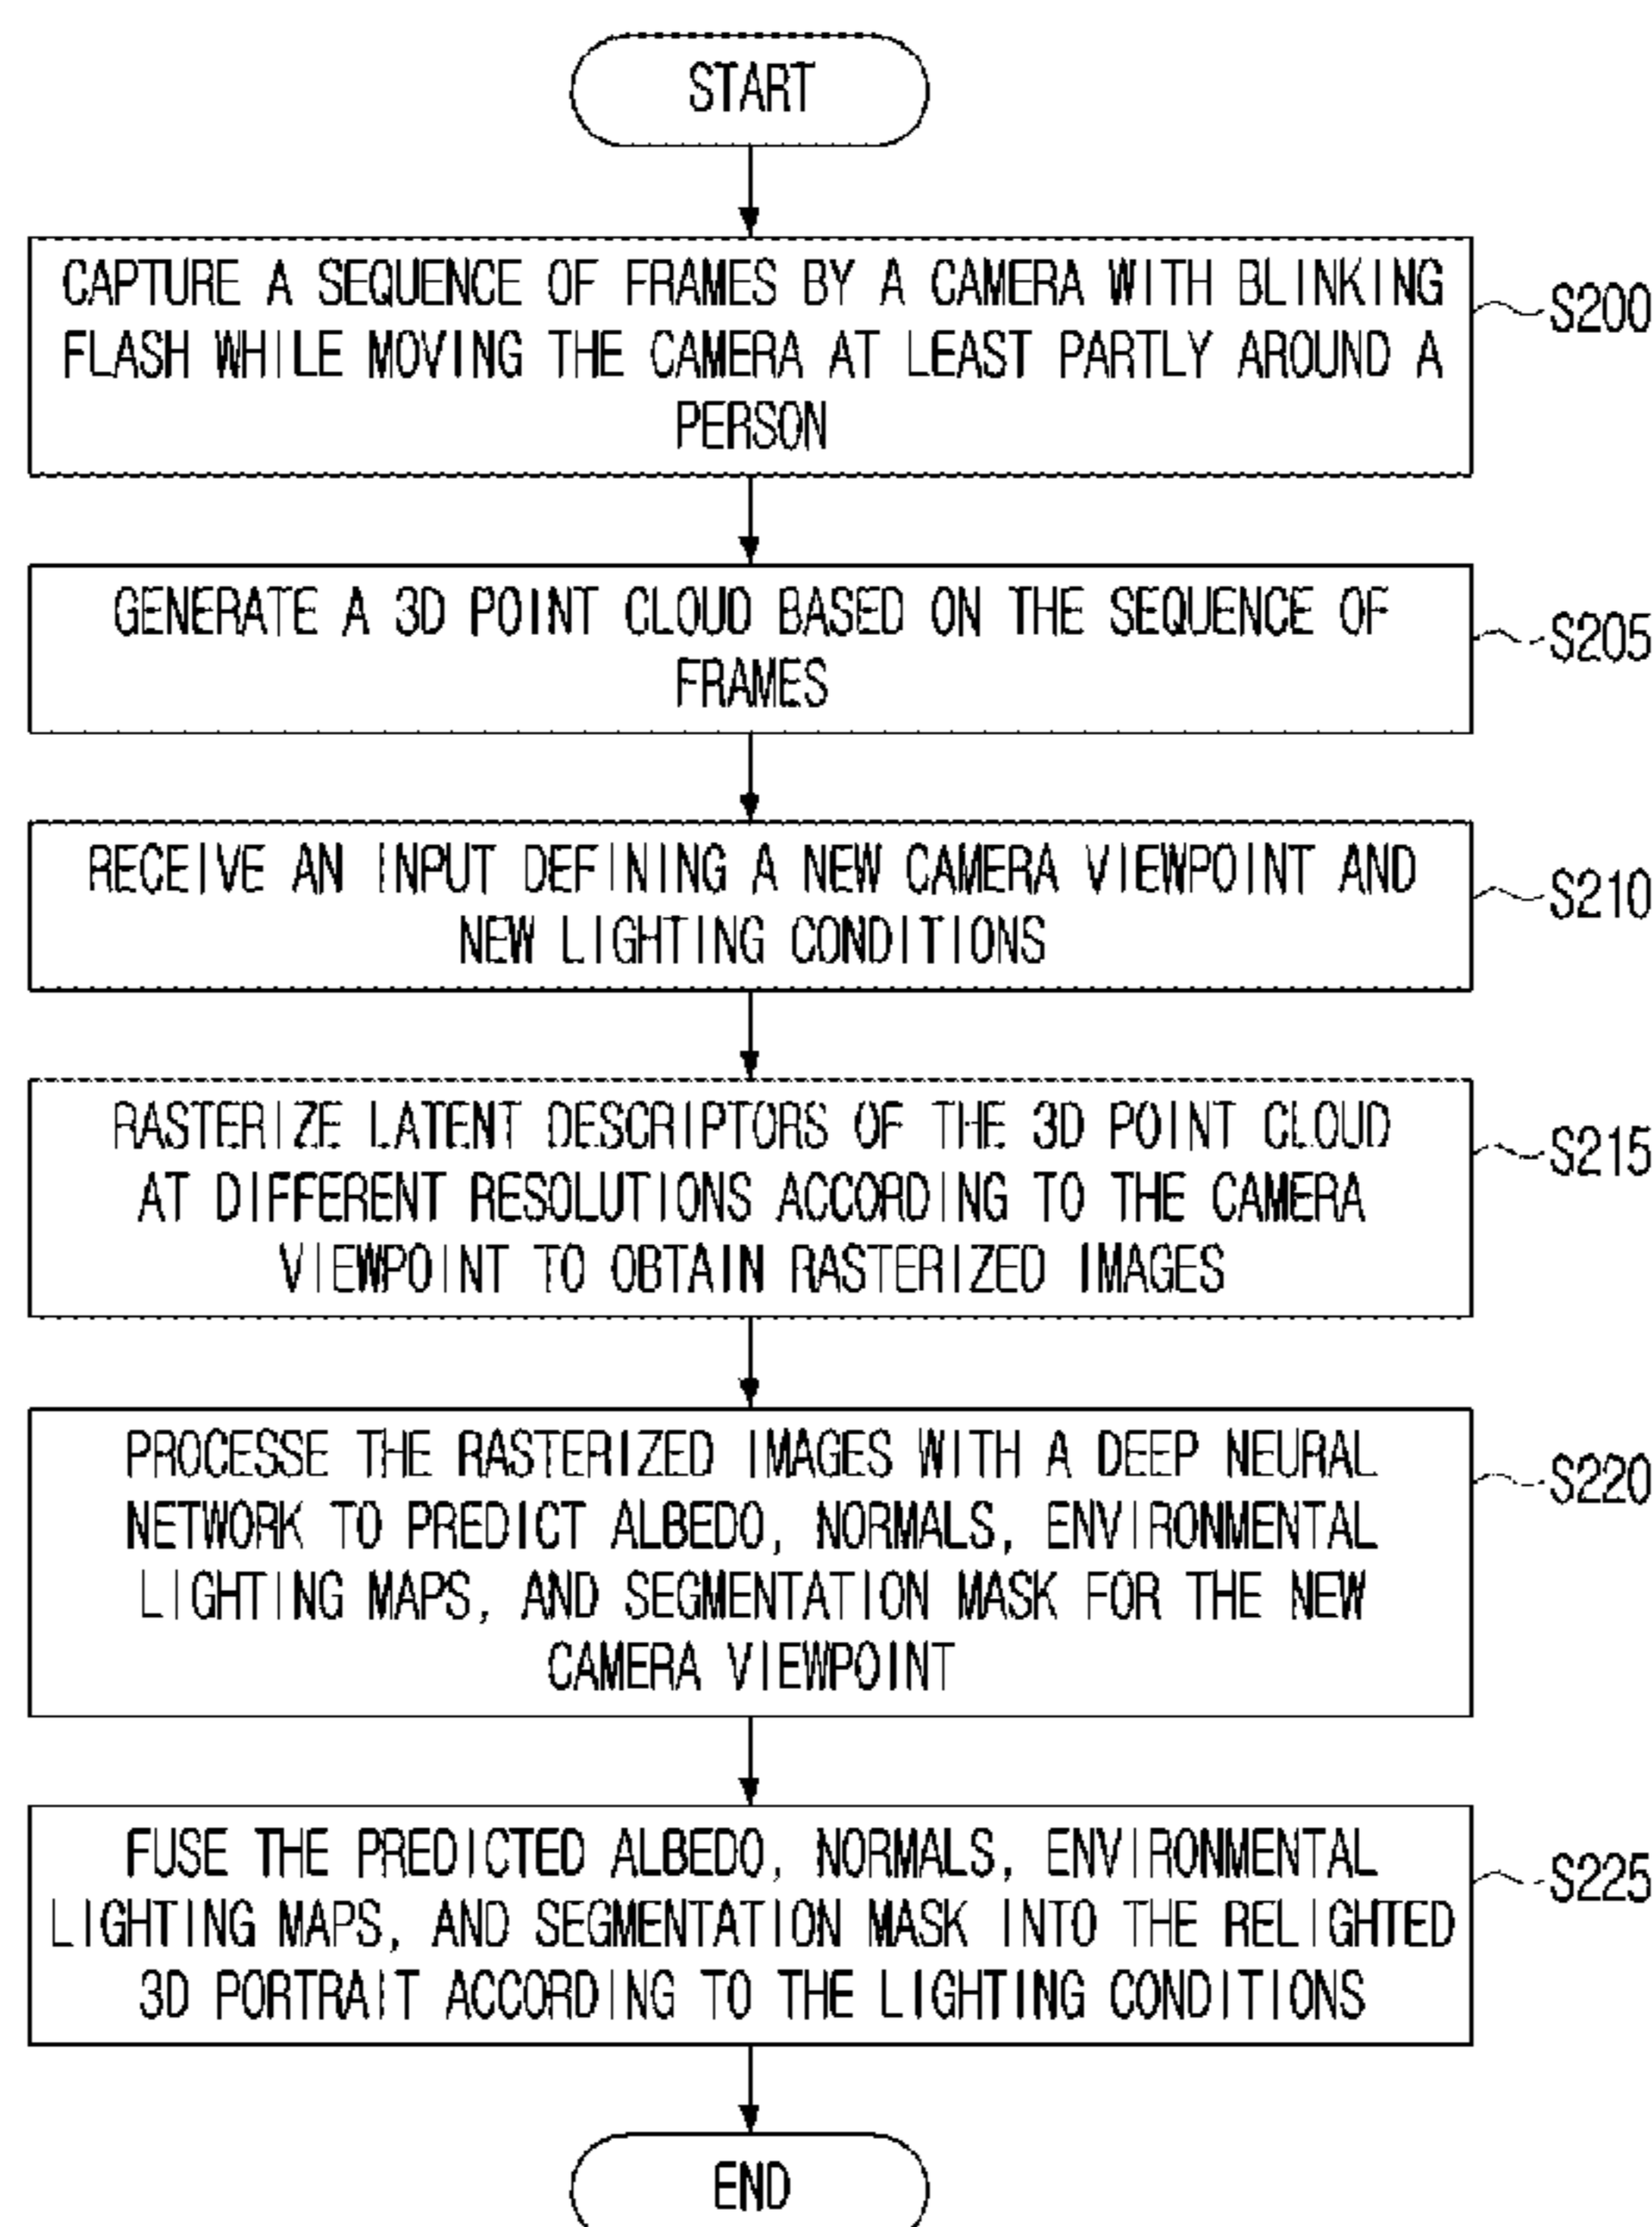 START
CAPTURE A SEQUENCE OF FRAMES BY A CAMERA WITH BLINKING
FLASH WHILE MOVING THE CAMERA AT LEAST PARTLY AROUND A
PERSON
S200
GENERATE A 3D POINT CLOUD BASED ON THE SEQUENCE OF
FRAMES
S205
RECEIVE AN INPUT DEFINING A NEW CAMERA VIEWPOINT AND
NEW LIGHTING CONDITIONS
S210
RASTERIZE LATENT DESCRIPTORS OF THE 3D POINT CLOUD
AT DIFFERENT RESOLUTIONS ACCORDING TO THE CAMERA
VIEWPOINT TO OBTAIN RASTERIZED IMAGES
S215
PROCESSE THE RASTERIZED IMAGES WITH A DEEP NEURAL
NETWORK TO PREDICT ALBEDO, NORMALS, ENVIRONMENTAL
LIGHTING MAPS, AND SEGMENTATION MASK FOR THE NEW
CAMERA VIEWPOINT
S220
FUSE THE PREDICTED ALBEDO, NORMALS, ENVIRONMENTAL
LIGHTING MAPS, AND SEGMENTATION MASK INTO THE RELIGHTED
3D PORTRAIT ACCORDING TO THE LIGHTING CONDITIONS
S225
END